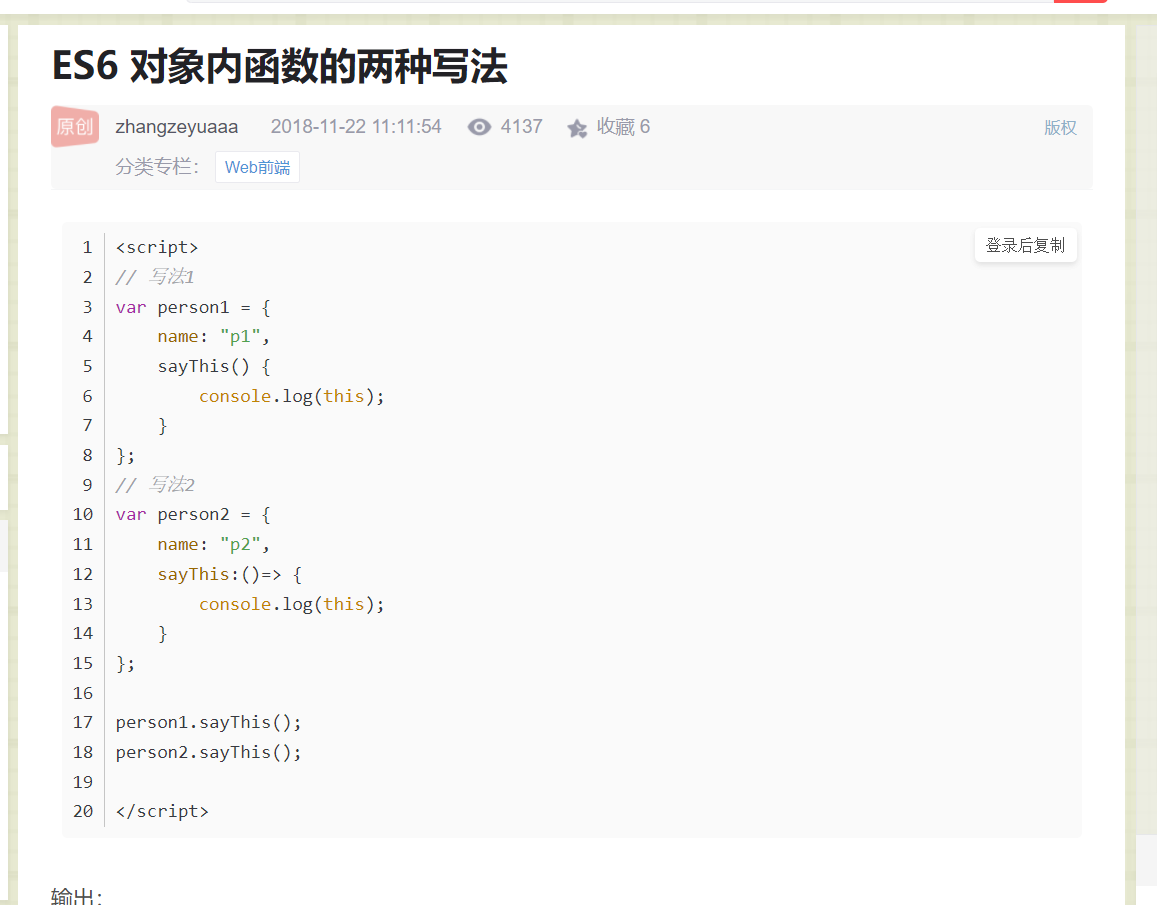 ES6 对象内函数的两种写法
原创 zhangzeyuaaa 2018-11-22 11:11:54 4137 收藏 6 版权
分类专栏： Web前端
登录后复制
1 <script>
2 // 写法1
3 var person1 = {
4     name: "p1",
5     sayThis() {
6         console.log(this);
7     }
8 };
9 // 写法2
10 var person2 = {
11     name: "p2",
12     sayThis:()=> {
13         console.log(this);
14     }
15 };
16
17 person1.sayThis();
18 person2.sayThis();
19
20 </script>
输出：